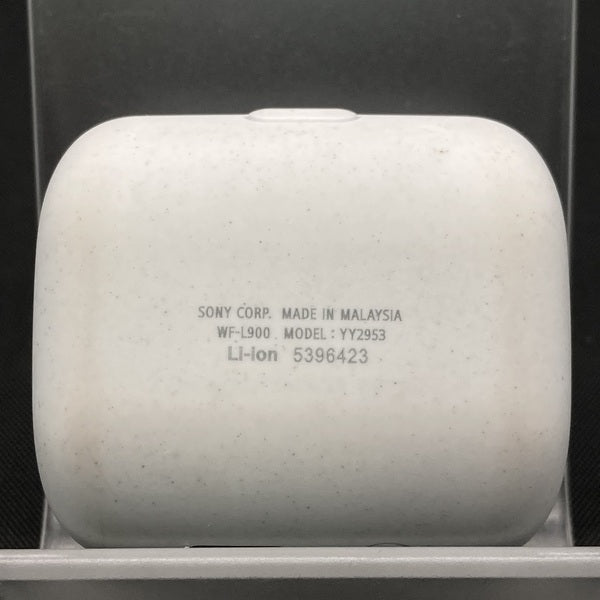 SONY CORP. MADE IN MALAYSIA
WF-L900 MODEL : YY2953
Li-ion 5396423